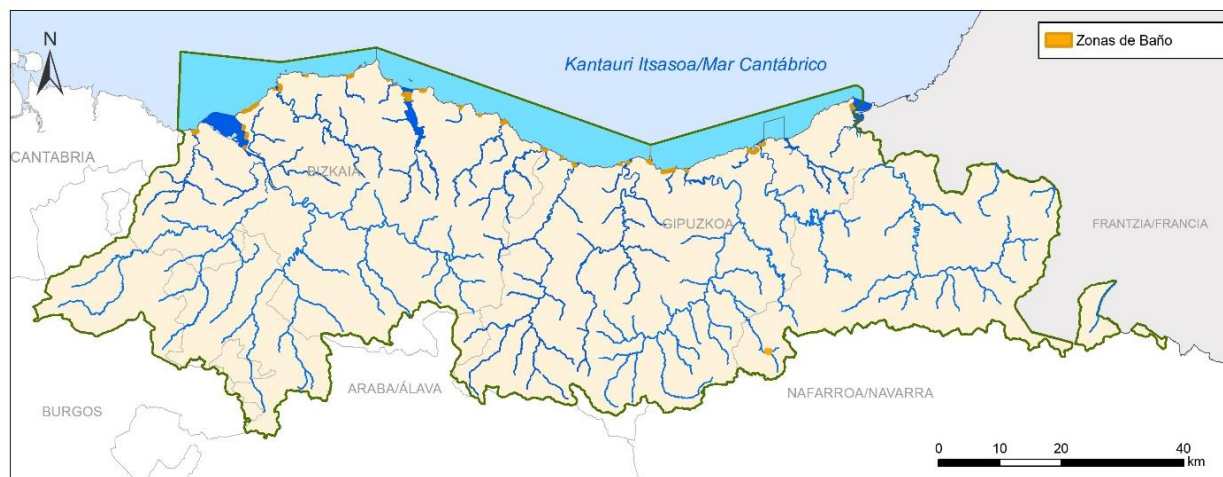 N
Zonas de Baño
Kantauri Itsasoa/Mar Cantábrico
CANTABRIA
BIZKAIA
GIPUZKOA
FRANTZIA/FRANCIA
ARABA/ÁLAVA
NAFARROA/NAVARRA
BURGOS
0 10 20 40
km